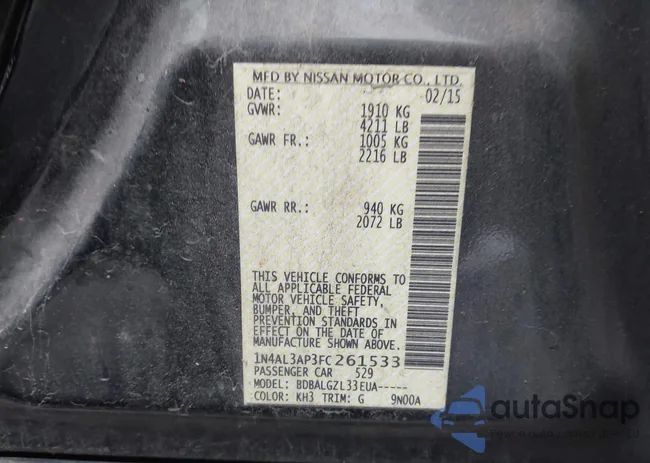 MFD BY NISSAN MOTOR CO., LTD.
DATE: 02/15
GVWR: 1910 KG
4211 LB
GAWR FR.: 1005 KG
2216 LB
GAWR RR.: 940 KG
2072 LB
THIS VEHICLE CONFORMS TO
ALL APPLICABLE FEDERAL
MOTOR VEHICLE SAFETY,
BUMPER, AND THEFT
PREVENTION STANDARDS IN
EFFECT ON THE DATE OF
MANUFACTURE SHOWN ABOVE.
1N4AL3AP3FC261533
PASSENGER CAR 529
MODEL: BDBALGZL33EUA-----
COLOR: KH3 TRIM: G 9N00A
autoSnap